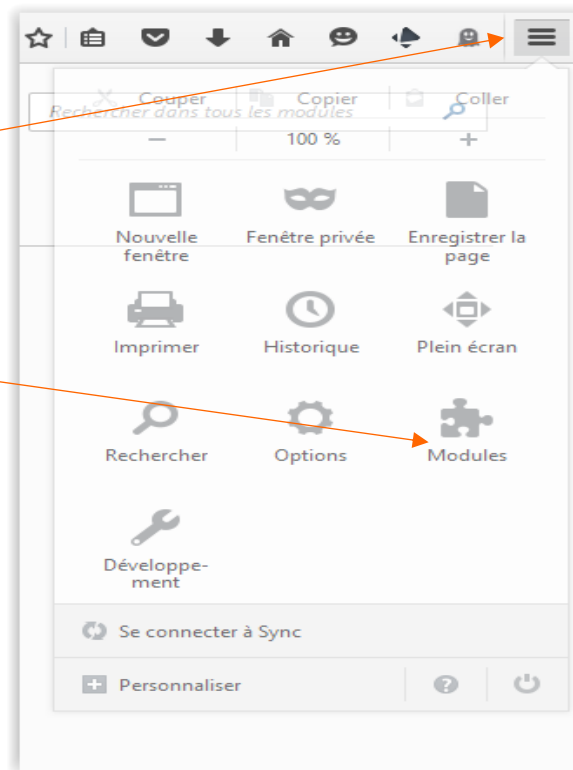 Couper Copier Coller
Rechercher dans tous les modules
− 100 % +
Nouvelle fenêtre Fenêtre privée Enregistrer la page
Imprimer Historique Plein écran
Rechercher Options Modules
Développe-
ment
Se connecter à Sync
Personnaliser